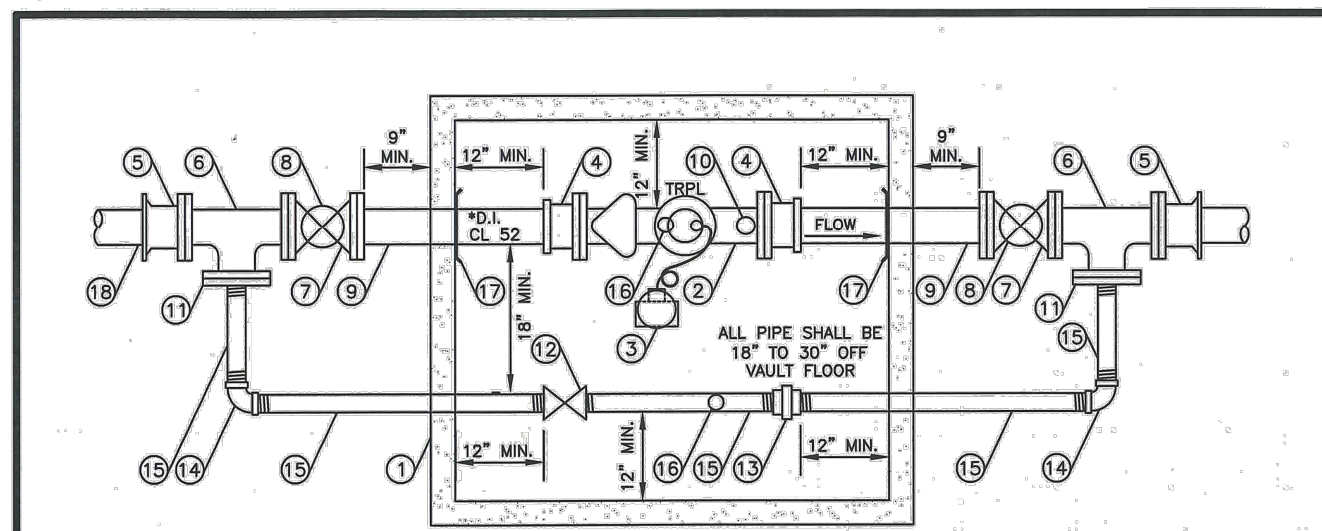 9"
MIN.
9"
MIN.
5
6
8
12" MIN.
4
12" MIN.
10
4
12" MIN.
6
5
TRPL
*D.I.
CL 52
FLOW
18
7
9
17
16
2
17
9
8
7
11
11
18" MIN.
3
ALL PIPE SHALL BE
18" TO 30" OFF
VAULT FLOOR
15
12
15
14
15
1
12" MIN.
12" MIN.
16
15
13
12" MIN.
15
14